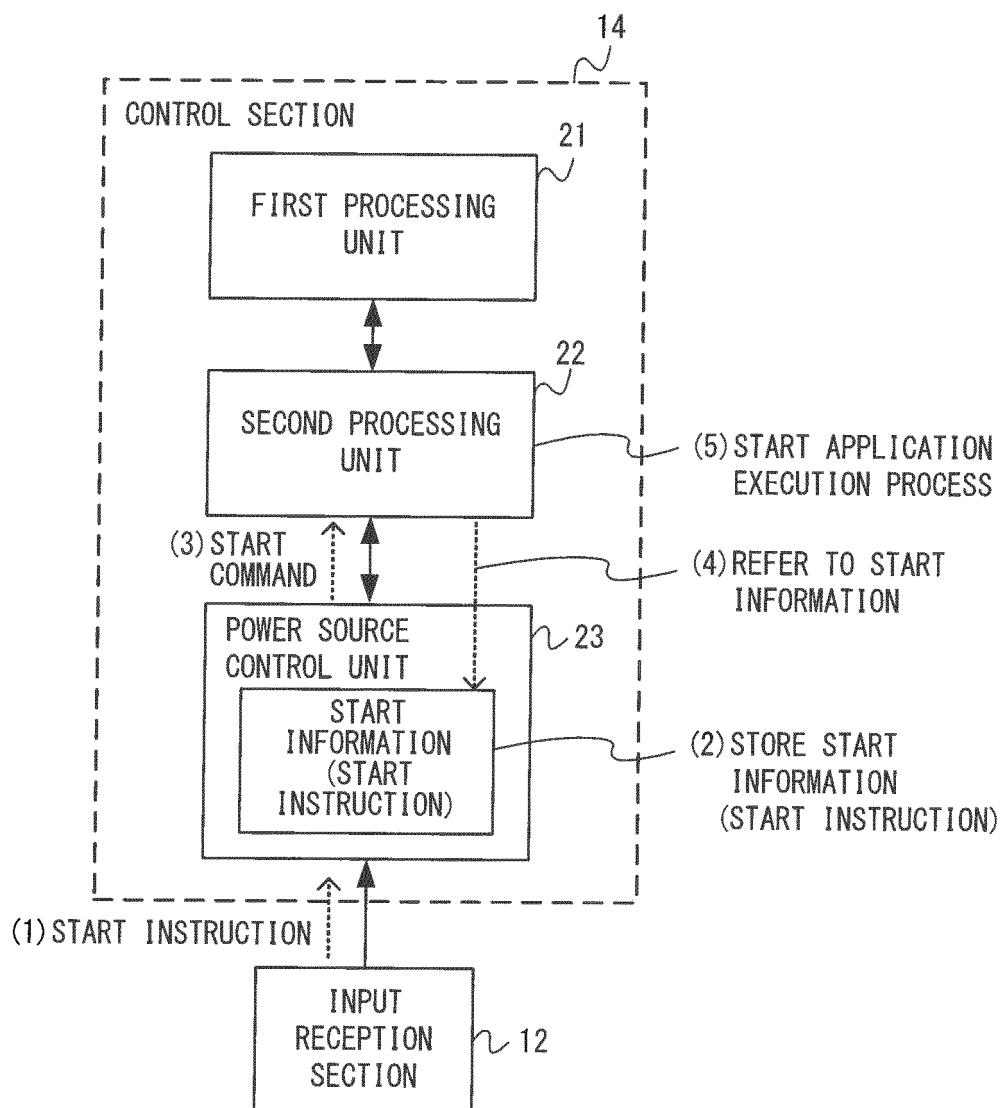 14
CONTROL SECTION
21
FIRST PROCESSING
UNIT
22
SECOND PROCESSING
UNIT
(5) START APPLICATION
EXECUTION PROCESS
(3) START
COMMAND
(4) REFER TO START
INFORMATION
POWER SOURCE
CONTROL UNIT
23
START
INFORMATION
(START
INSTRUCTION)
(2) STORE START
INFORMATION
(START INSTRUCTION)
(1) START INSTRUCTION
INPUT
RECEPTION
SECTION
12